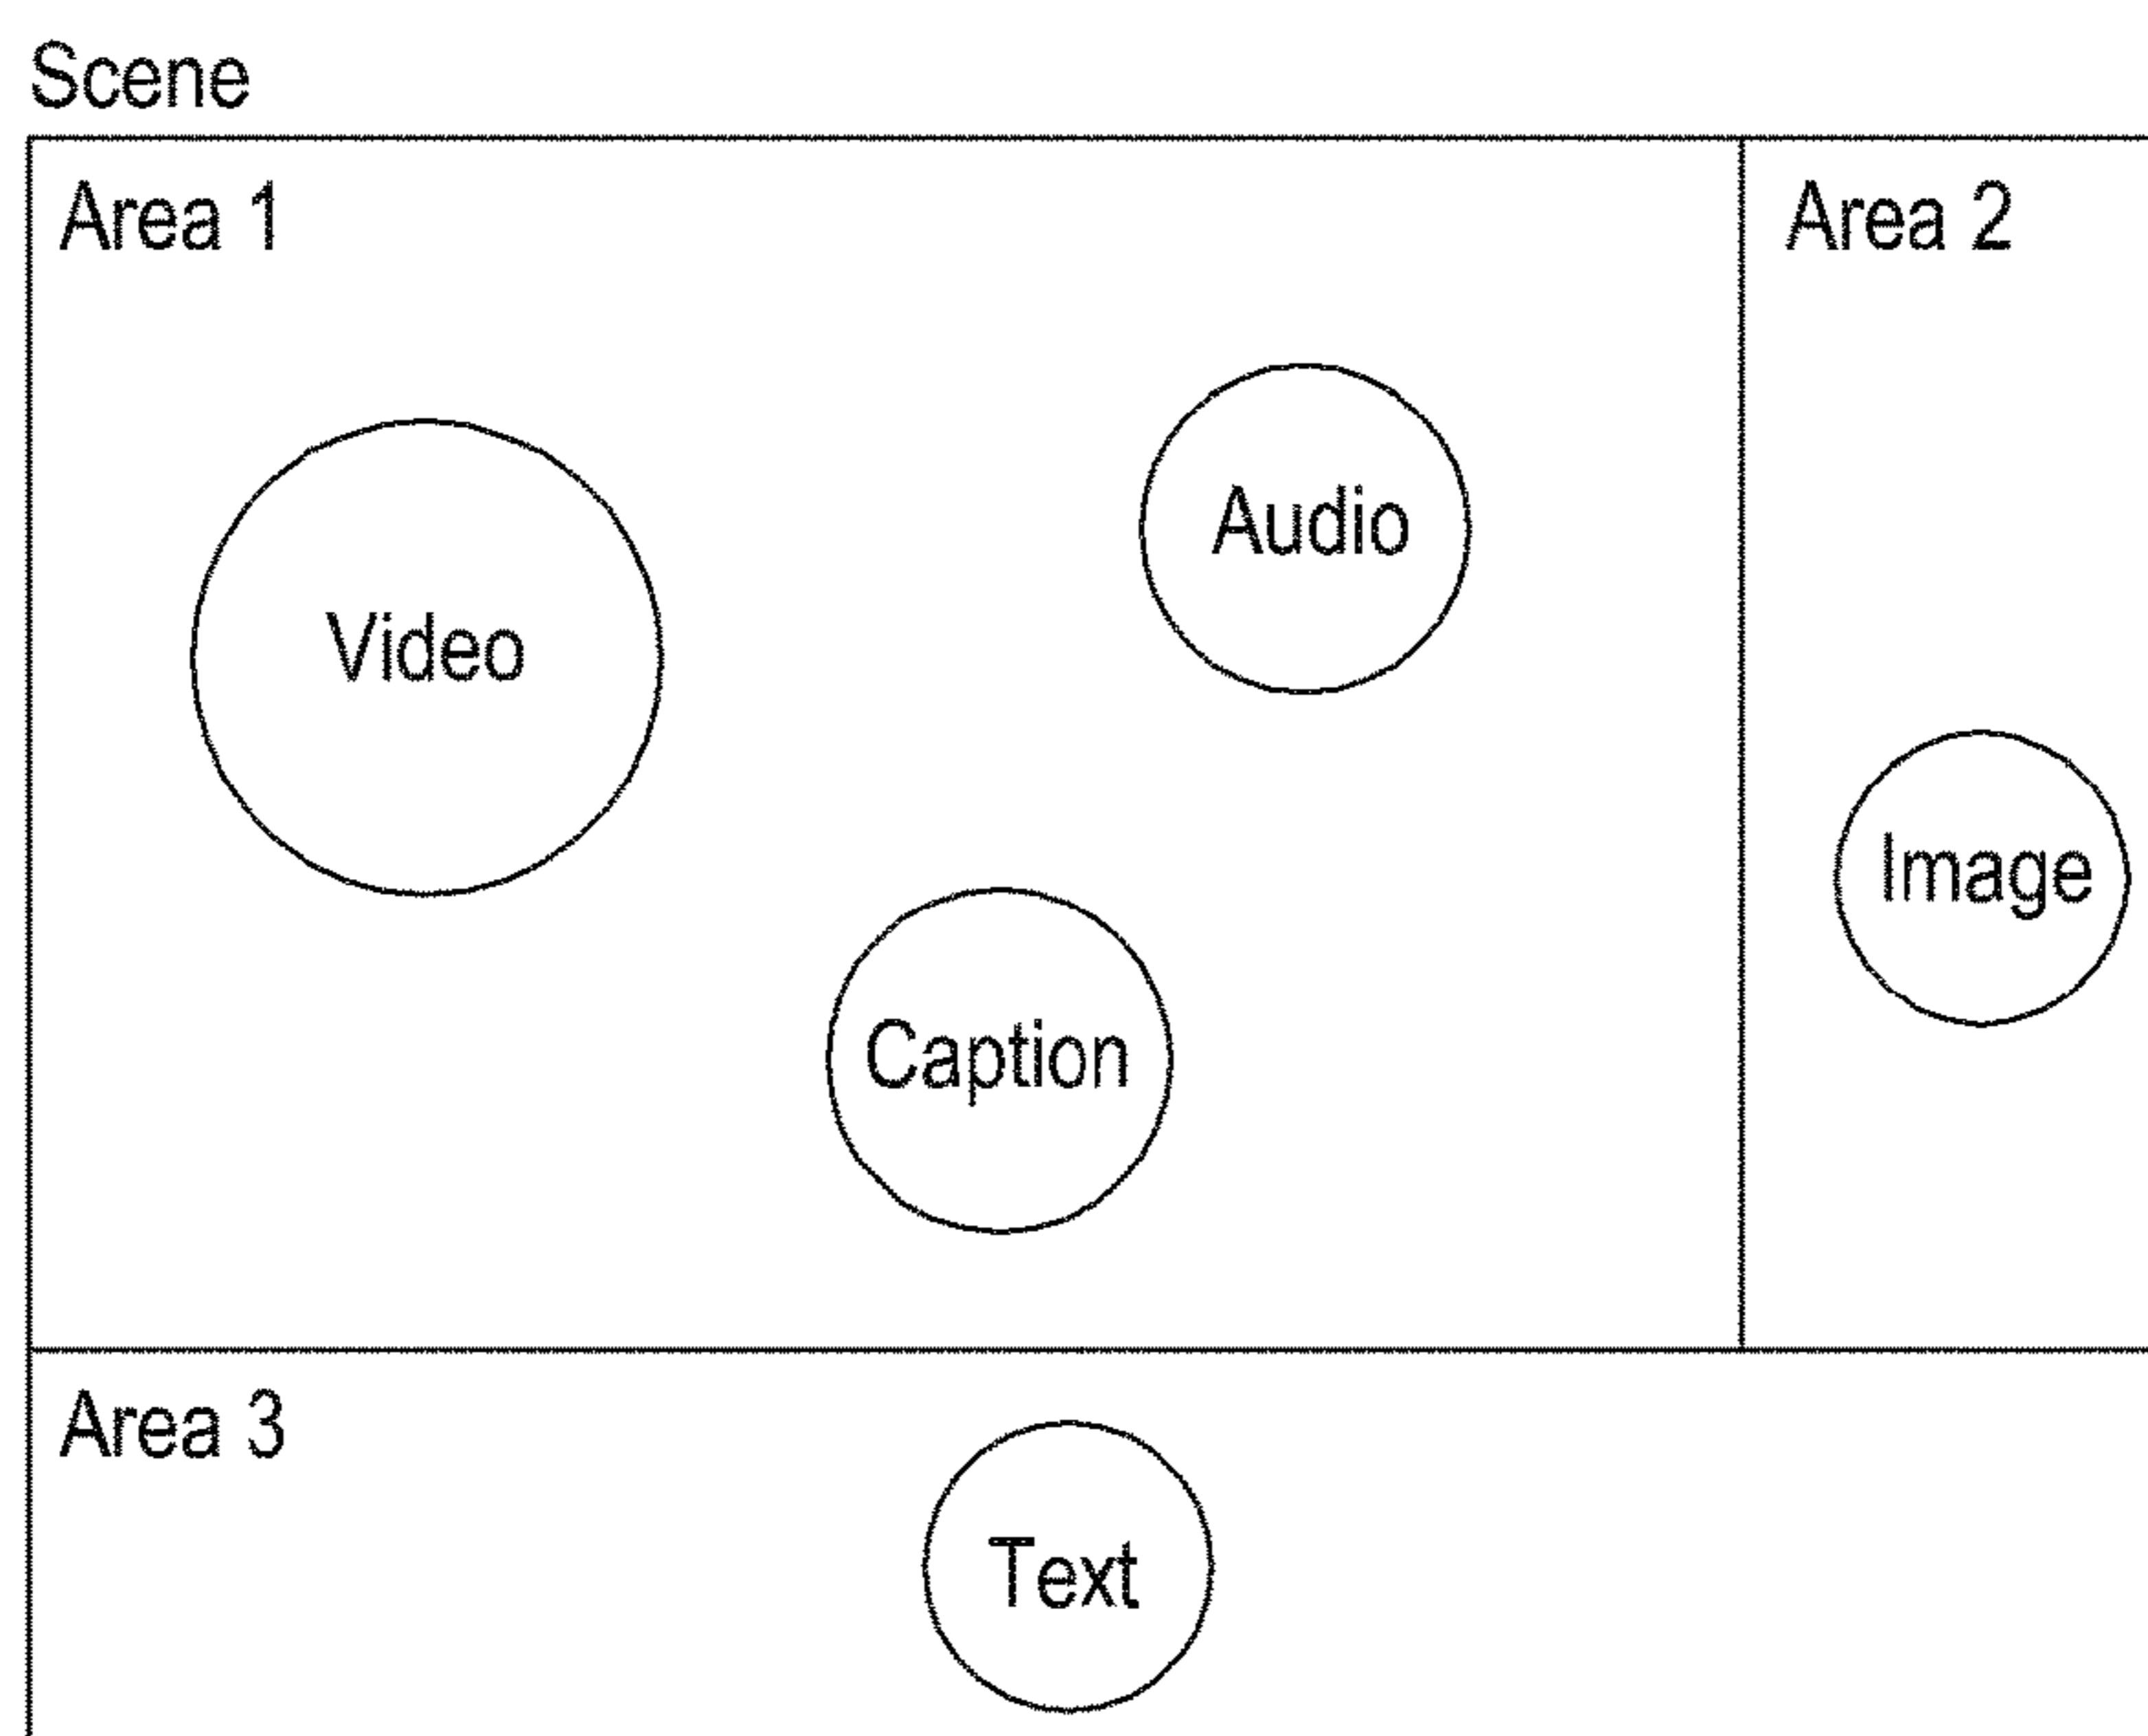 Scene
Area 1
Area 2
Audio
Video
Image
Caption
Area 3
Text